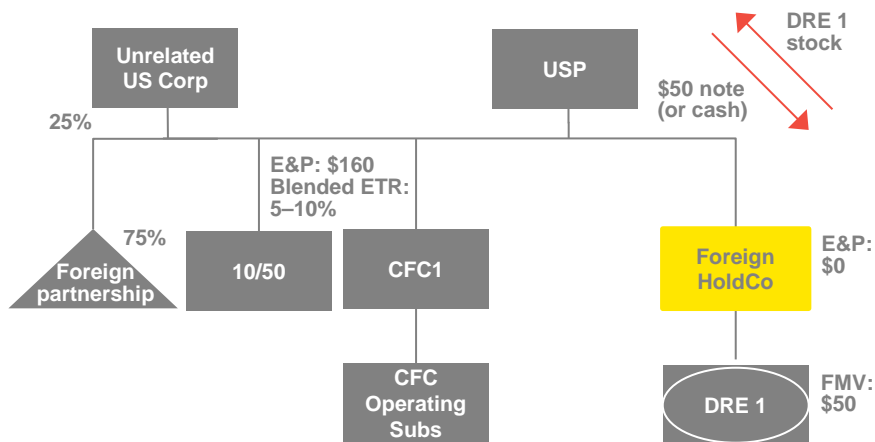 Unrelated
US Corp
USP
DRE 1
stock
$50 note
(or cash)
25%
E&P: $160
Blended ETR:
5–10%
75%
Foreign
partnership
10/50
CFC1
Foreign
HoldCo
E&P:
$0
CFC
Operating
Subs
DRE 1
FMV:
$50